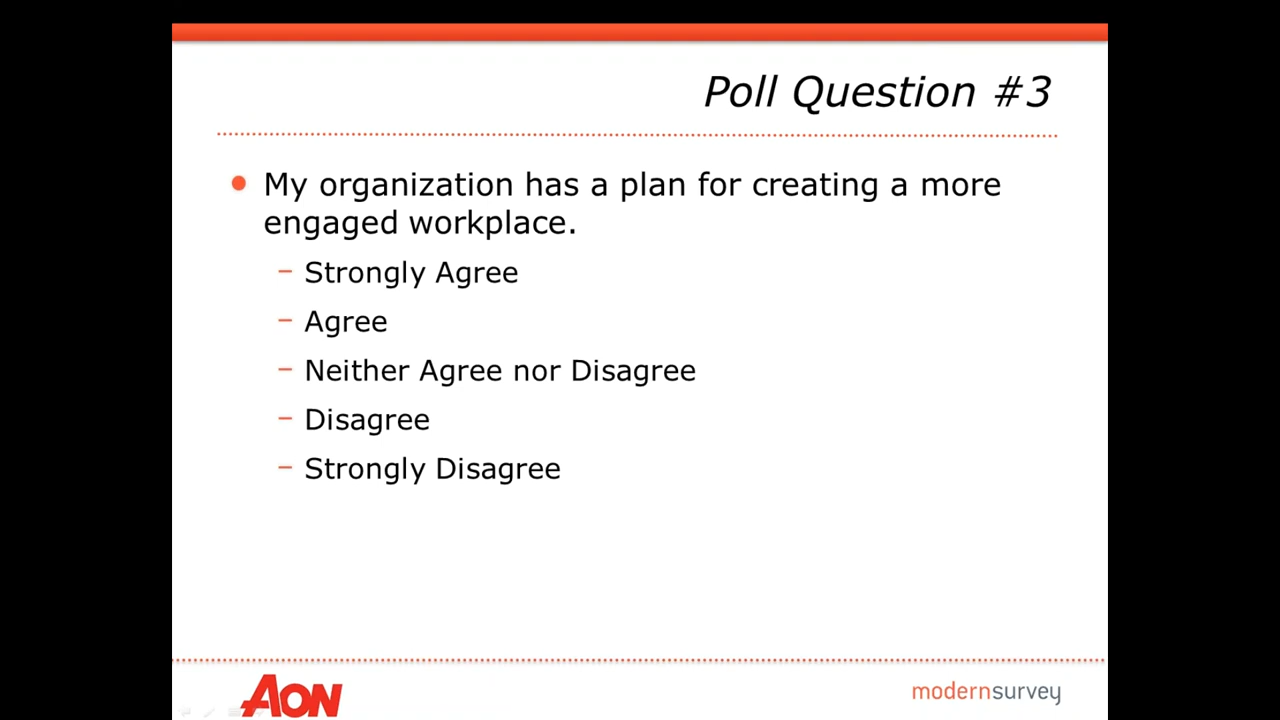 Poll Question #3
My organization has a plan for creating a more
engaged workplace.
– Strongly Agree
– Agree
– Neither Agree nor Disagree
– Disagree
– Strongly Disagree
AON
modernsurvey